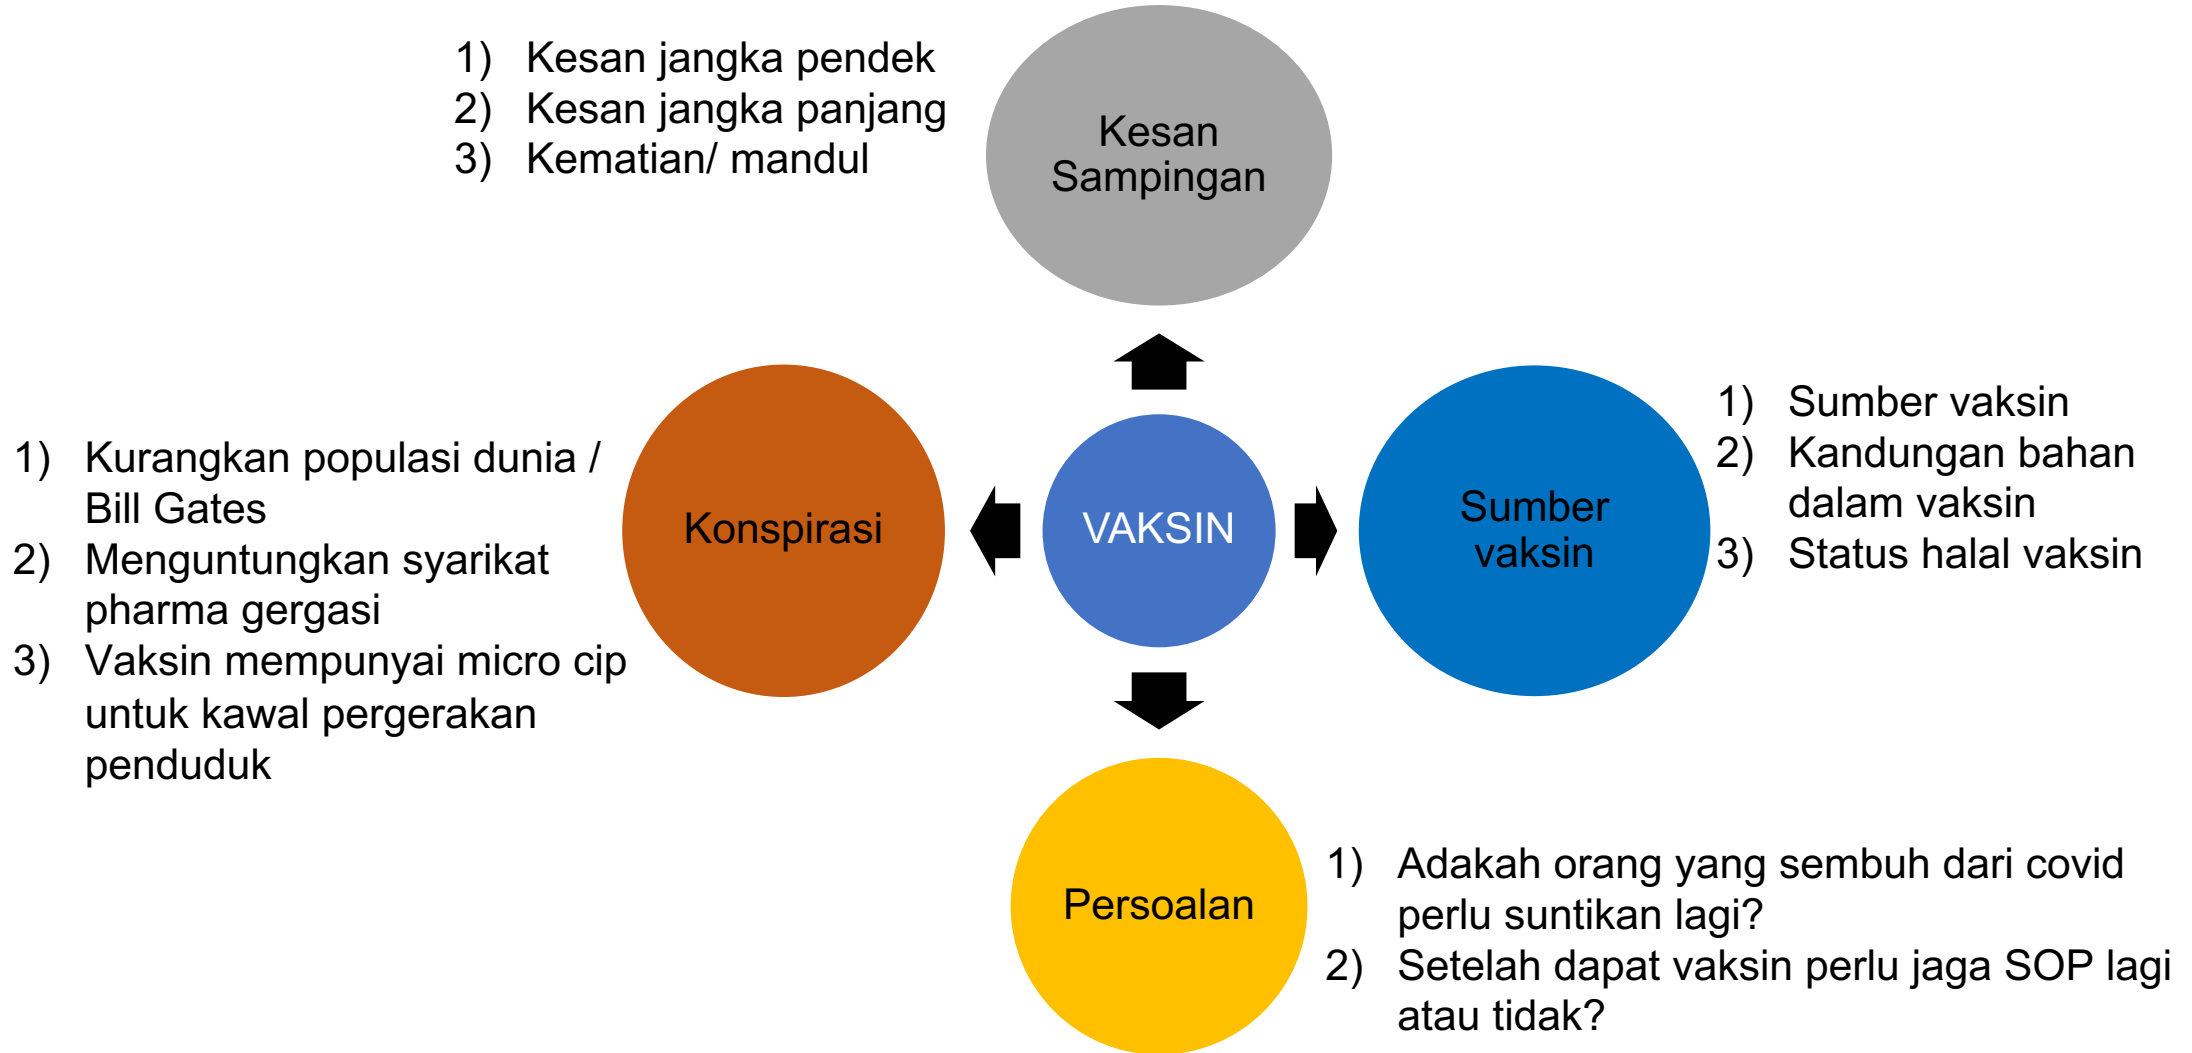 1) Kesan jangka pendek
2) Kesan jangka panjang
3) Kematian/ mandul
Kesan
Sampingan
1) Kurangkan populasi dunia /
Bill Gates
2) Menguntungkan syarikat
pharma gergasi
3) Vaksin mempunyai micro cip
untuk kawal pergerakan
penduduk
Konspirasi
VAKSIN
Sumber
vaksin
1) Sumber vaksin
2) Kandungan bahan
dalam vaksin
3) Status halal vaksin
Persoalan
1) Adakah orang yang sembuh dari covid
perlu suntikan lagi?
2) Setelah dapat vaksin perlu jaga SOP lagi
atau tidak?